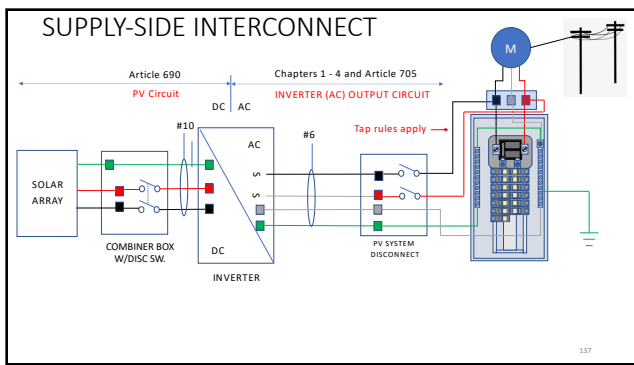 SUPPLY-SIDE INTERCONNECT
M
Article 690
PV Circuit
Chapters 1 - 4 and Article 705
INVERTER (AC) OUTPUT CIRCUIT
DC
AC
Tap rules apply
#10
#6
AC
SOLAR
ARRAY
S
S
DC
COMBINER BOX
W/DISC SW.
PV SYSTEM
DISCONNECT
INVERTER
137